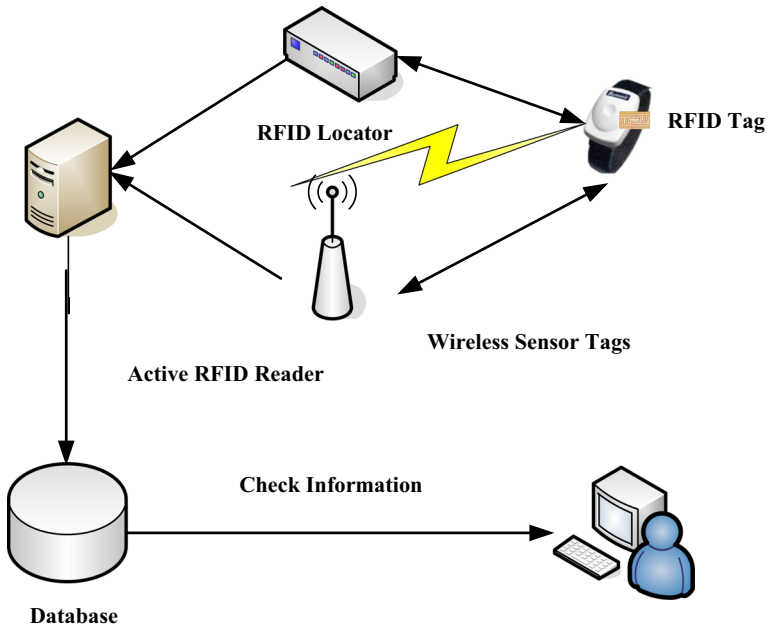 RFID Locator
RFID Tag
Wireless Sensor Tags
Active RFID Reader
Check Information
Database